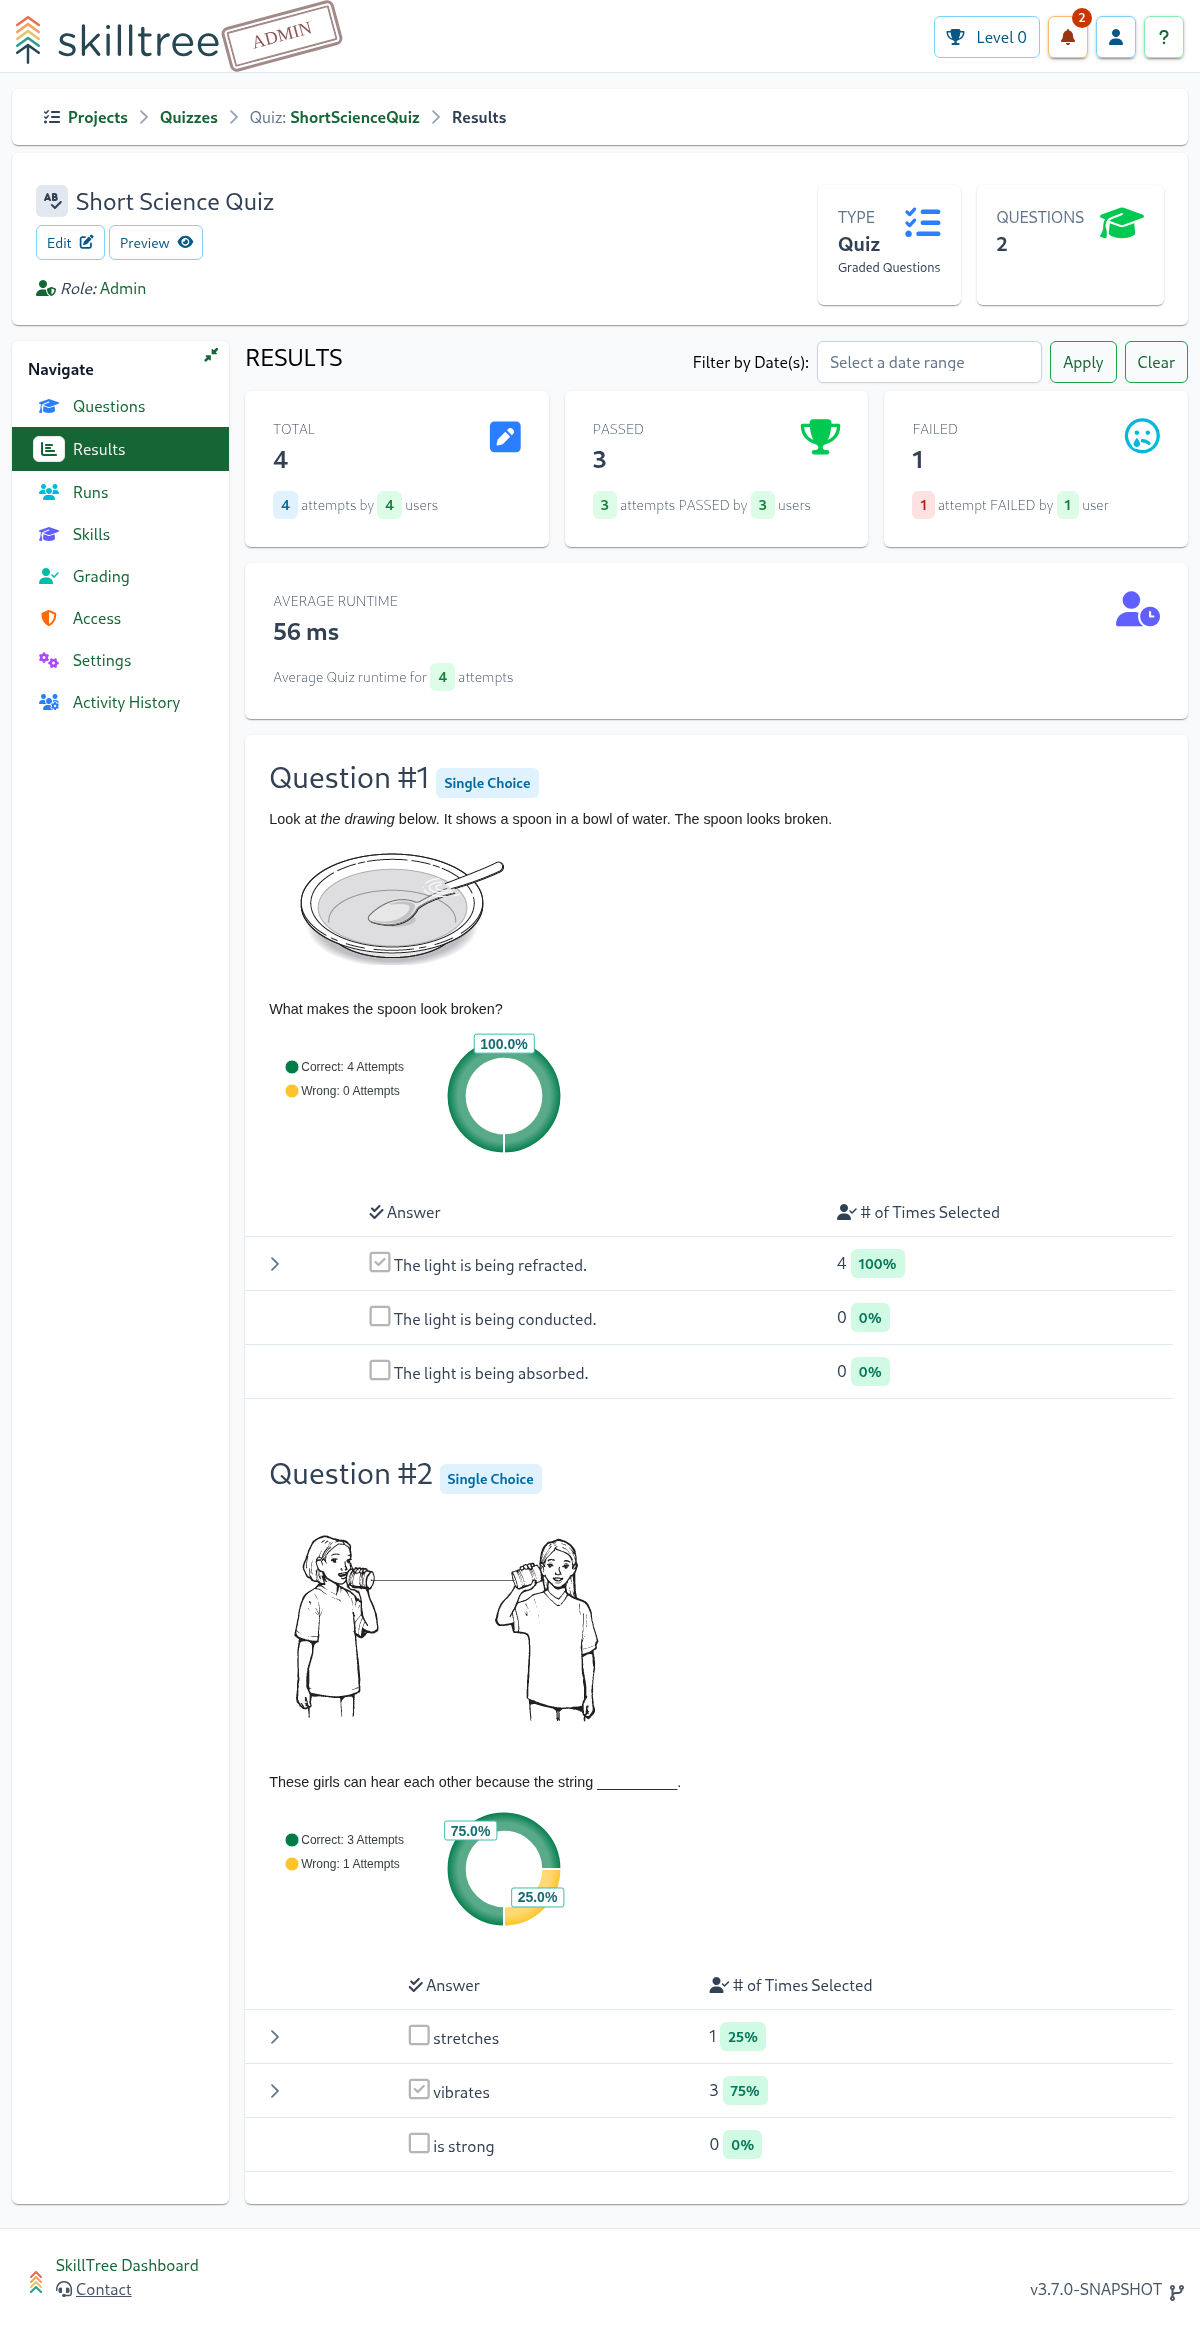 skilltree ADMIN
Level 0
2
?
Projects > Quizzes > Quiz: ShortScienceQuiz > Results
AB Short Science Quiz
Edit Preview
Role: Admin
TYPE
Quiz
Graded Questions
QUESTIONS
2
Navigate
Questions
Results
Runs
Skills
Grading
Access
Settings
Activity History
RESULTS
Filter by Date(s): Select a date range Apply Clear
TOTAL
4
4 attempts by 4 users
PASSED
3
3 attempts PASSED by 3 users
FAILED
1
1 attempt FAILED by 1 user
AVERAGE RUNTIME
56 ms
Average Quiz runtime for 4 attempts
Question #1 Single Choice
Look at the drawing below. It shows a spoon in a bowl of water. The spoon looks broken.
What makes the spoon look broken?
Correct: 4 Attempts
Wrong: 0 Attempts
100.0%
Answer # of Times Selected
The light is being refracted. 4 100%
The light is being conducted. 0 0%
The light is being absorbed. 0 0%
Question #2 Single Choice
These girls can hear each other because the string __________.
Correct: 3 Attempts
Wrong: 1 Attempts
75.0%
25.0%
Answer # of Times Selected
stretches 1 25%
vibrates 3 75%
is strong 0 0%
SkillTree Dashboard
Contact
v3.7.0-SNAPSHOT